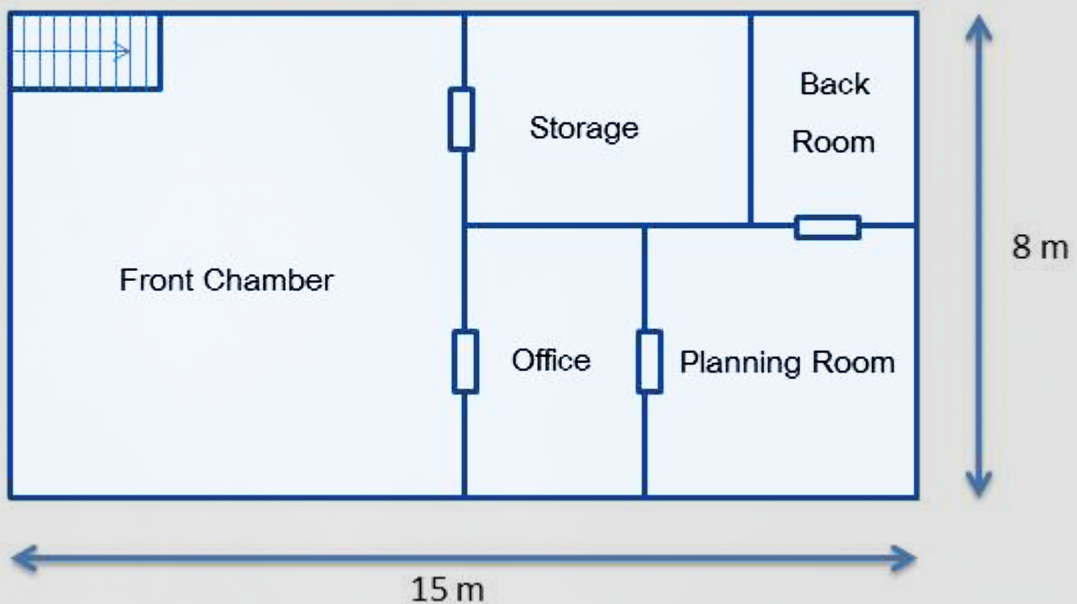 Back
Room
Storage
Front Chamber
Office
Planning Room
8 m
15 m